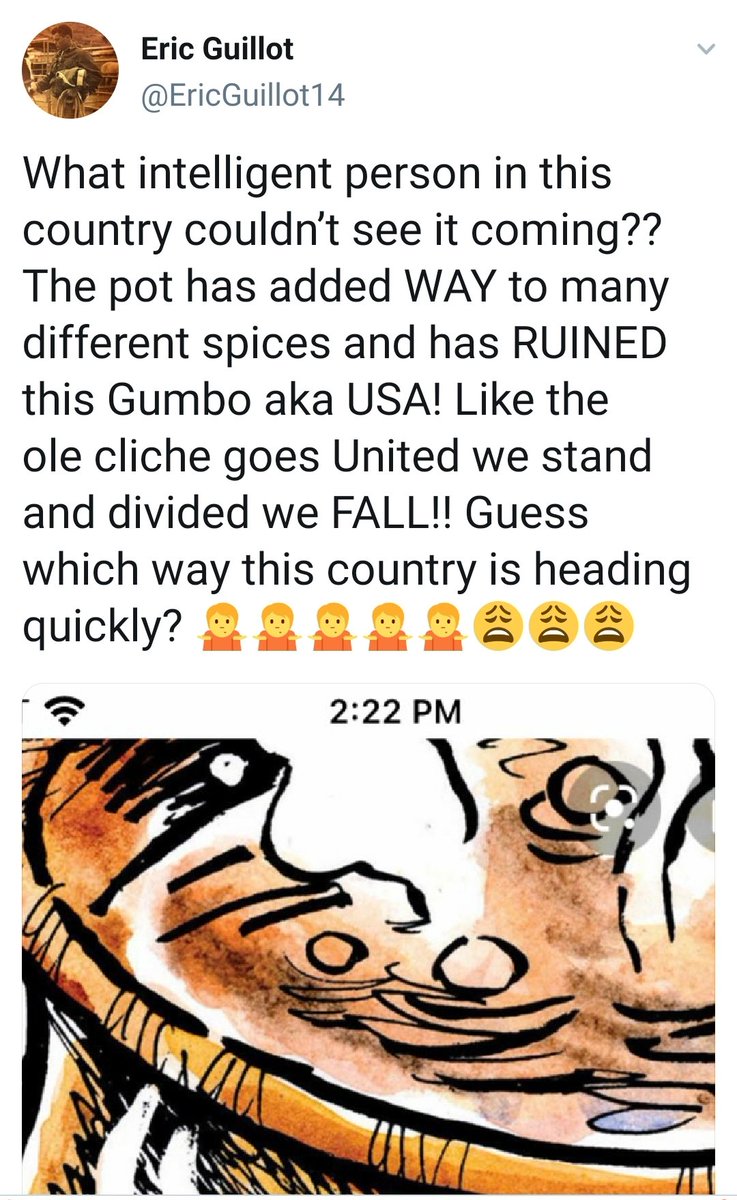 Eric Guillot
@EricGuillot14
What intelligent person in this
country couldn’t see it coming??
The pot has added WAY to many
different spices and has RUINED
this Gumbo aka USA! Like the
ole cliche goes United we stand
and divided we FALL!! Guess
which way this country is heading
quickly? 🤷🤷🤷🤷🤷😩😩😩
2:22 PM